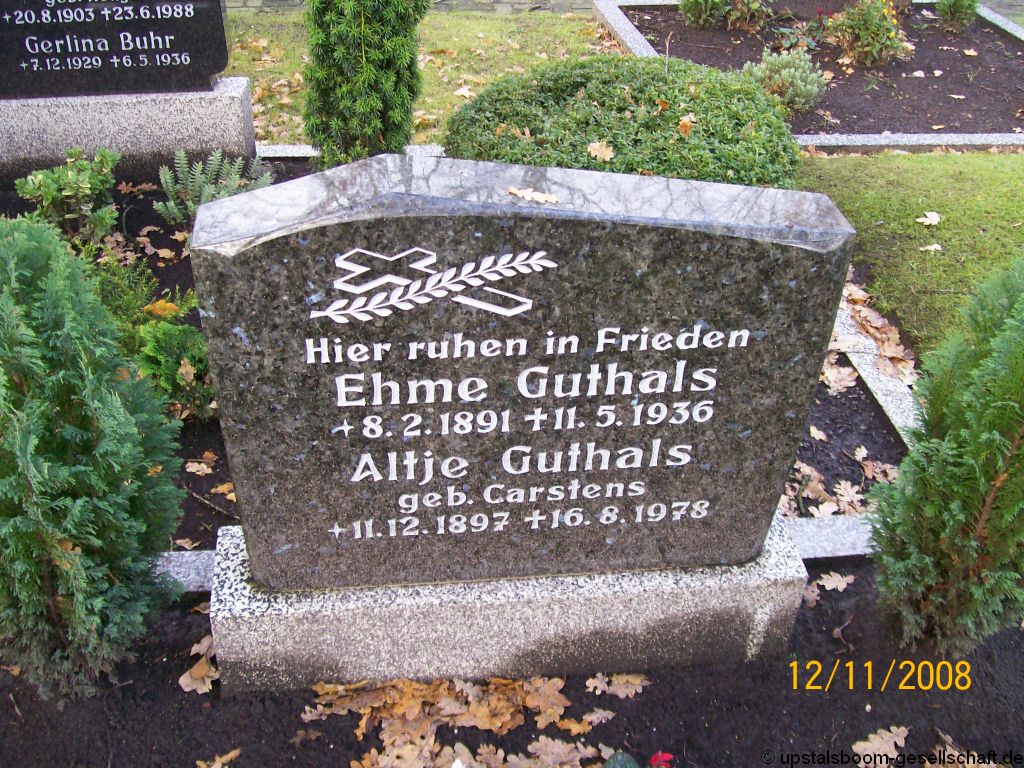 +20.8.1903 +23.6.1988
Gerlina Buhr
+7.12.1929 +6.5.1936
Hier ruhen in Frieden
Ehme Guthals
+8.2.1891 +11.5.1936
Altje Guthals
geb. Carstens
+11.12.1897 +16.8.1978
12/11/2008
© upstalsboom-gesellschaft.de